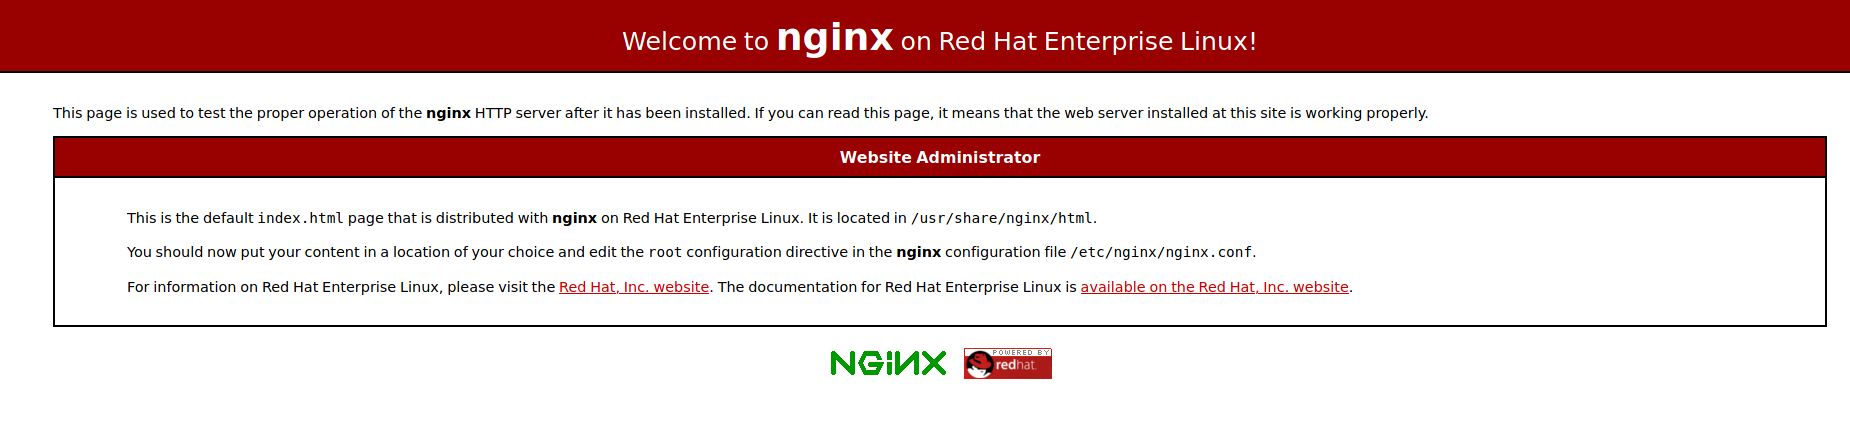 Welcome to nginx on Red Hat Enterprise Linux!
This page is used to test the proper operation of the nginx HTTP server after it has been installed. If you can read this page, it means that the web server installed at this site is working properly.
Website Administrator
This is the default index.html page that is distributed with nginx on Red Hat Enterprise Linux. It is located in /usr/share/nginx/html.
You should now put your content in a location of your choice and edit the root configuration directive in the nginx configuration file /etc/nginx/nginx.conf.
For information on Red Hat Enterprise Linux, please visit the Red Hat, Inc. website. The documentation for Red Hat Enterprise Linux is available on the Red Hat, Inc. website.
NGiNX
POWERED BY
redhat.